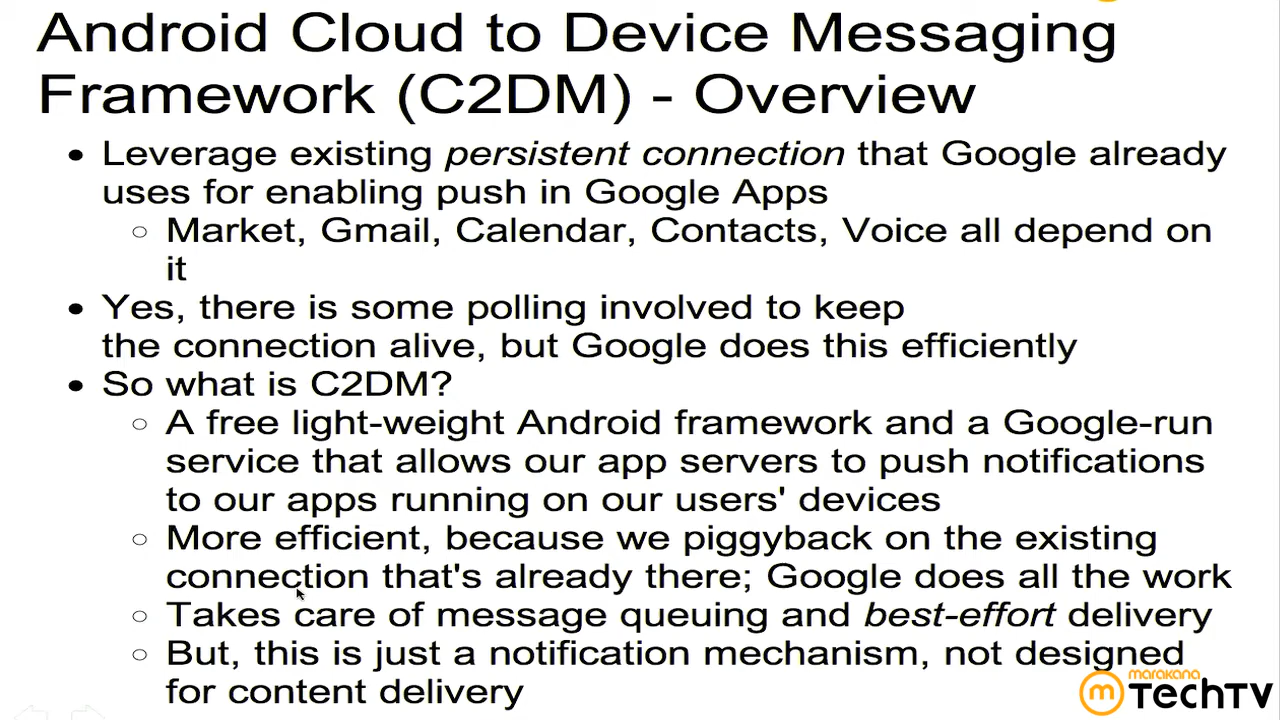 Android Cloud to Device Messaging
Framework (C2DM) - Overview
• Leverage existing persistent connection that Google already
uses for enabling push in Google Apps
○ Market, Gmail, Calendar, Contacts, Voice all depend on
it
• Yes, there is some polling involved to keep
the connection alive, but Google does this efficiently
• So what is C2DM?
○ A free light-weight Android framework and a Google-run
service that allows our app servers to push notifications
to our apps running on our users' devices
○ More efficient, because we piggyback on the existing
connection that's already there; Google does all the work
○ Takes care of message queuing and best-effort delivery
○ But, this is just a notification mechanism, not designed
for content delivery
m marakana
TechTV